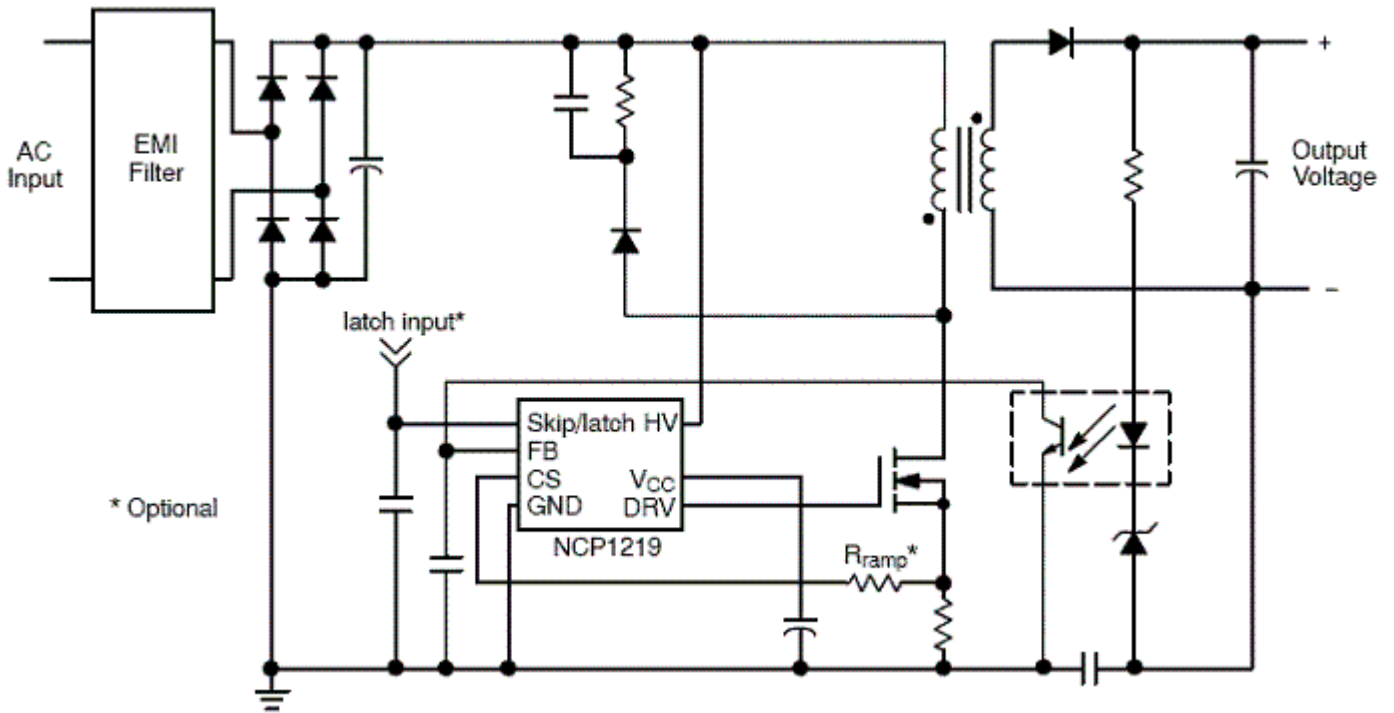 AC
Input
EMI
Filter
+
Output
Voltage
-
latch input*
Skip/latch HV
FB
CS VCC
GND DRV
NCP1219
* Optional
Rramp*